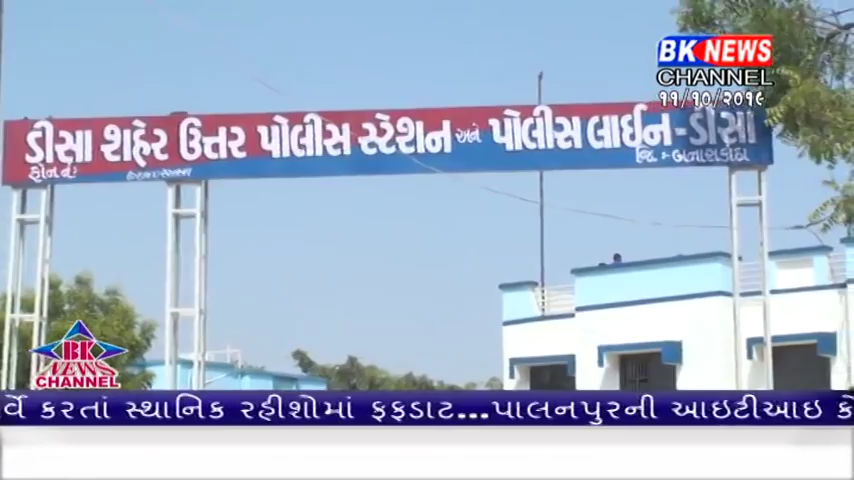 BK NEWS
CHANNEL
૧૧/૧૦/૨૦૧૯
ડીસા શહેર ઉત્તર પોલીસ સ્ટેશન અને પોલીસ લાઈન-ડીસા
ફોન નં
જિ. :- બનાસકાંઠા
BK
NEWS
CHANNEL
ર્વે કરતાં સ્થાનિક રહીશોમાં ફફડાટ...પાલનપુરની આઇટીઆઇ કે